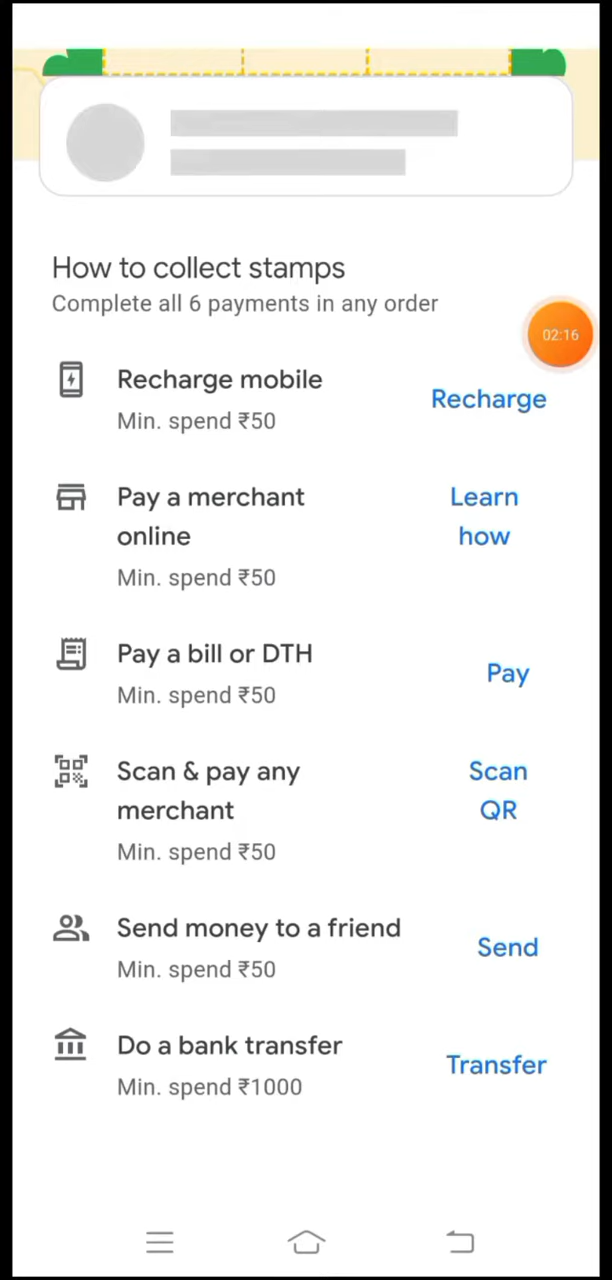 How to collect stamps
Complete all 6 payments in any order
02:16
Recharge mobile
Min. spend ₹50
Recharge
Pay a merchant
online
Min. spend ₹50
Learn
how
Pay a bill or DTH
Min. spend ₹50
Pay
Scan & pay any
merchant
Min. spend ₹50
Scan
QR
Send money to a friend
Min. spend ₹50
Send
Do a bank transfer
Min. spend ₹1000
Transfer